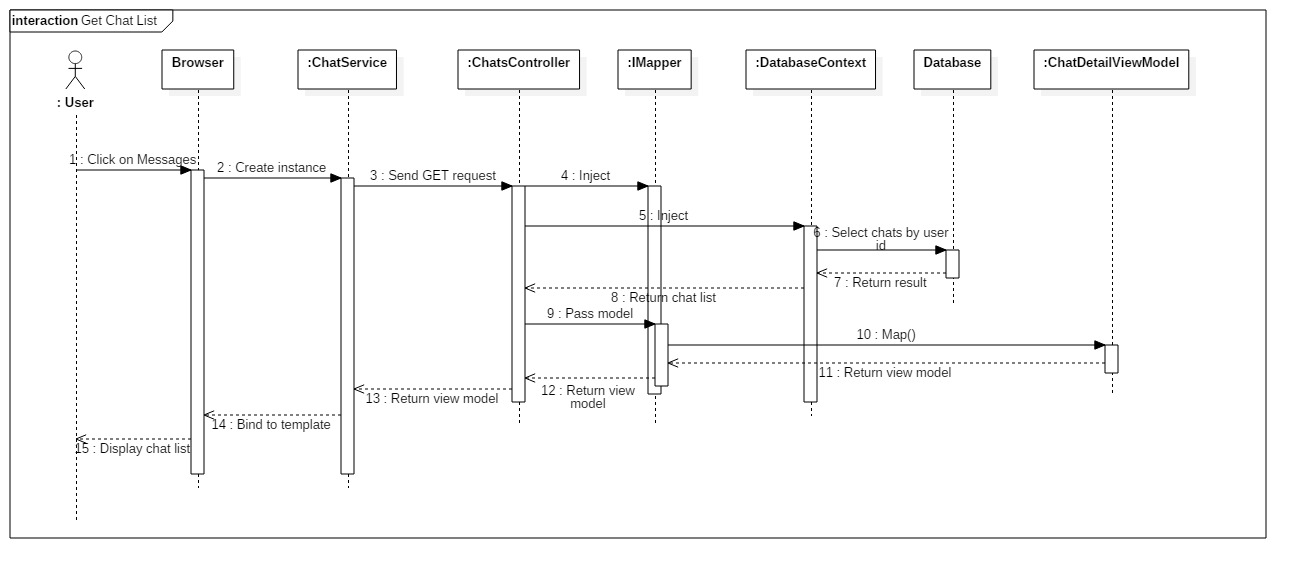 interaction Get Chat List
Browser
:ChatService
:ChatsController
:IMapper
:DatabaseContext
Database
:ChatDetailViewModel
: User
1 : Click on Messages
2 : Create instance
3 : Send GET request
4 : Inject
5 : Inject
6 : Select chats by user
id
7 : Return result
8 : Return chat list
9 : Pass model
10 : Map()
11 : Return view model
12 : Return view
model
13 : Return view model
14 : Bind to template
15 : Display chat list